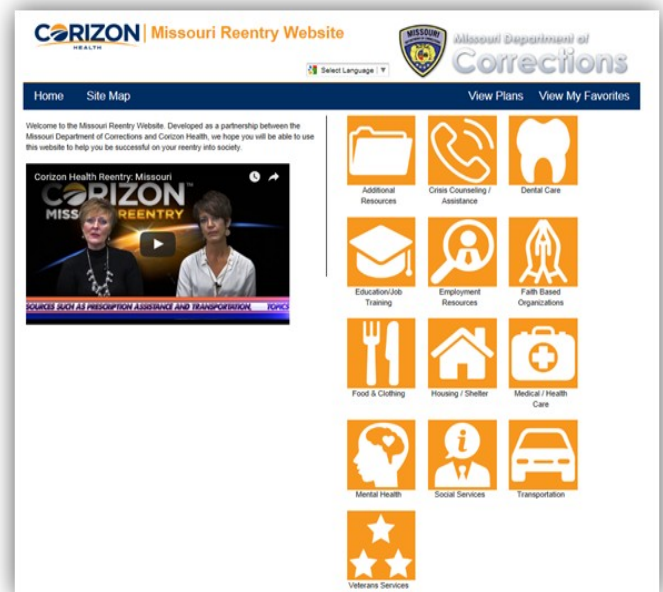 CORIZON HEALTH | Missouri Reentry Website
MISSOURI
Missouri Department of
Corrections
Select Language ▼
Home Site Map View Plans View My Favorites
Welcome to the Missouri Reentry Website. Developed as a partnership between the
Missouri Department of Corrections and Corizon Health, we hope you will be able to use
this website to help you be successful on your reentry into society.
Corizon Health Reentry: Missouri
CORIZON™
REENTRY
SOURCES SUCH AS PRESCRIPTION ASSISTANCE AND TRANSPORTATION, TOPICS
Additional
Resources
Crisis Counseling /
Assistance
Dental Care
Education/Job
Training
Employment
Resources
Faith Based
Organizations
Food & Clothing
Housing / Shelter
Medical / Health
Care
Mental Health
Social Services
Transportation
Veterans Services